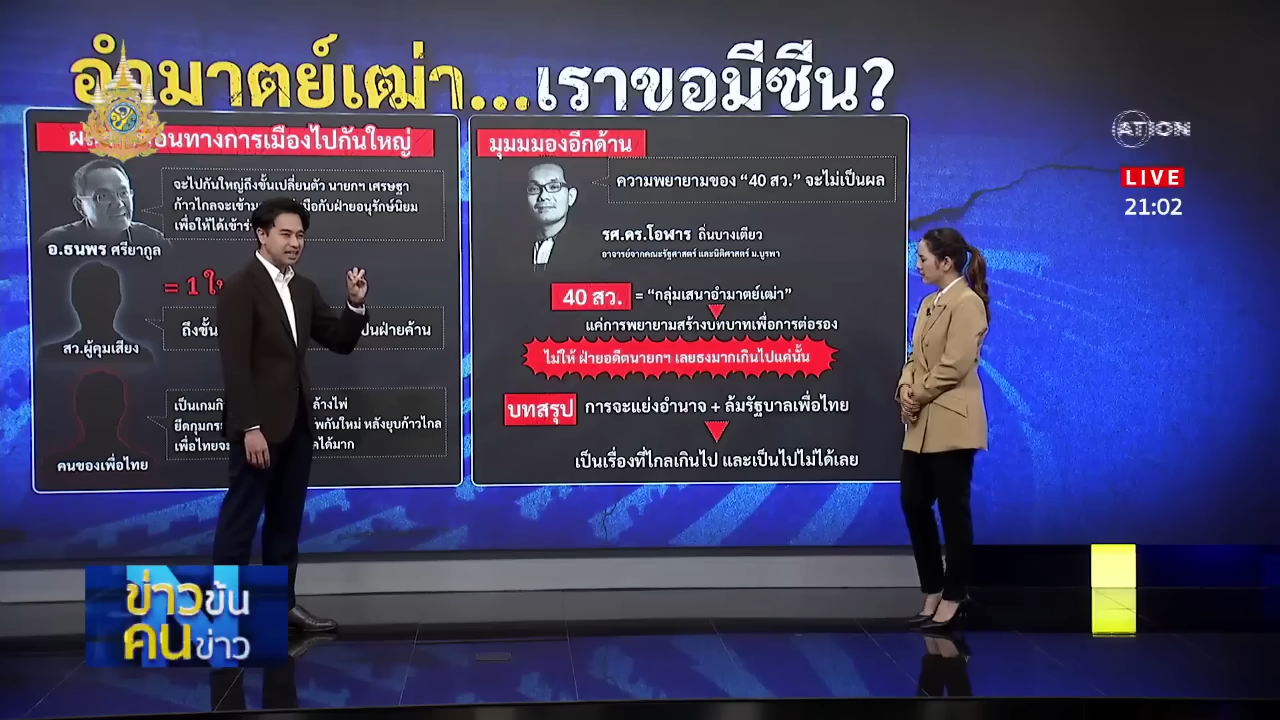 อำมาตย์เฒ่า...เราขอมีซีน?
ATION
LIVE
21:02
อนทางการเมืองไปกันใหญ่
จะไปกันใหญ่ถึงขั้นเปลี่ยนตัว นายกฯ เศรษฐา
ก้าวไกลจะเข้ามา มือกับฝ่ายอนุรักษ์นิยม
เพื่อให้ได้เข้าร่
อ.ธนพร ศรียากูล
= 1 ใ
ถึงขั้น ป็นฝ่ายค้าน
สว.ผู้คุมเสียง
เป็นเกม ล้างไพ่
ยึดกุมกระ พกันใหม่ หลังยุบก้าวไกล
เพื่อไทยจะ ได้มาก
คนของเพื่อไทย
มุมมมองอีกด้าน
ความพยายามของ “40 สว.” จะไม่เป็นผล
รศ.ดร.โอฬาร ถิ่นบางเตียว
อาจารย์จากคณะรัฐศาสตร์ และนิติศาสตร์ ม.บูรพา
40 สว. = “กลุ่มเสนาอำมาตย์เฒ่า”
แค่การพยายามสร้างบทบาทเพื่อการต่อรอง
ไม่ให้ ฝ่ายอดีตนายกฯ เลยธงมากเกินไปแค่นั้น
บทสรุป การจะแย่งอำนาจ + ล้มรัฐบาลเพื่อไทย
เป็นเรื่องที่ไกลเกินไป และเป็นไปไม่ได้เลย
ข่าวข้น
คนข่าว